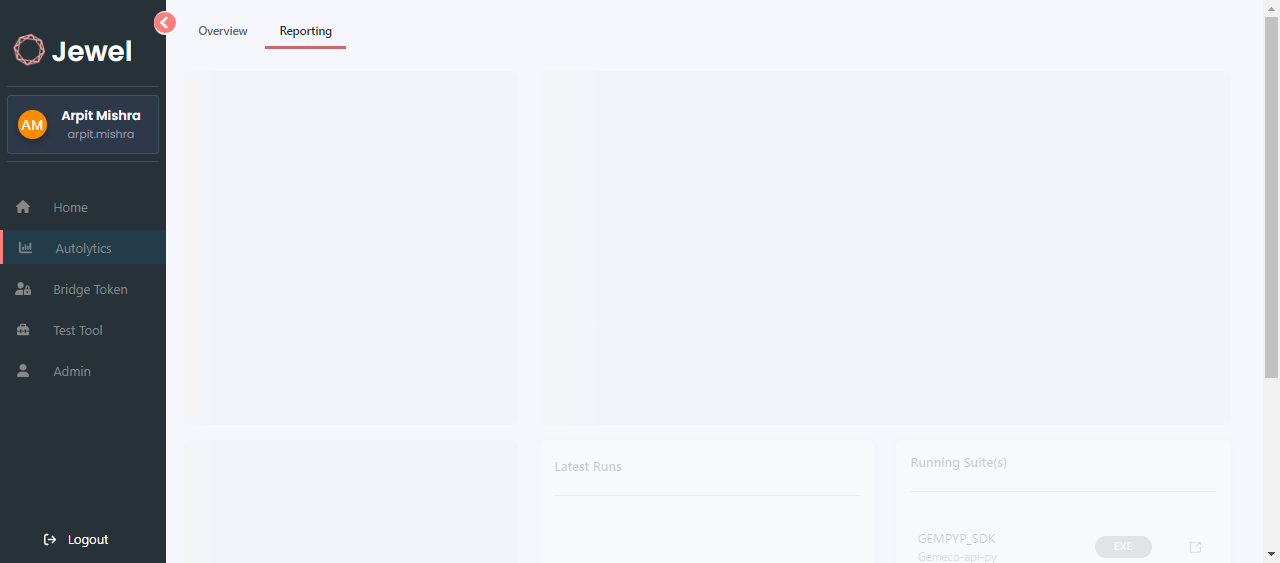 Jewel
AM
Arpit Mishra
arpit.mishra
Home
Autolytics
Bridge Token
Test Tool
Admin
Logout
Overview
Reporting
Latest Runs
Running Suite(s)
GEMPYP_SDK
Gemeco-api-py
EXE